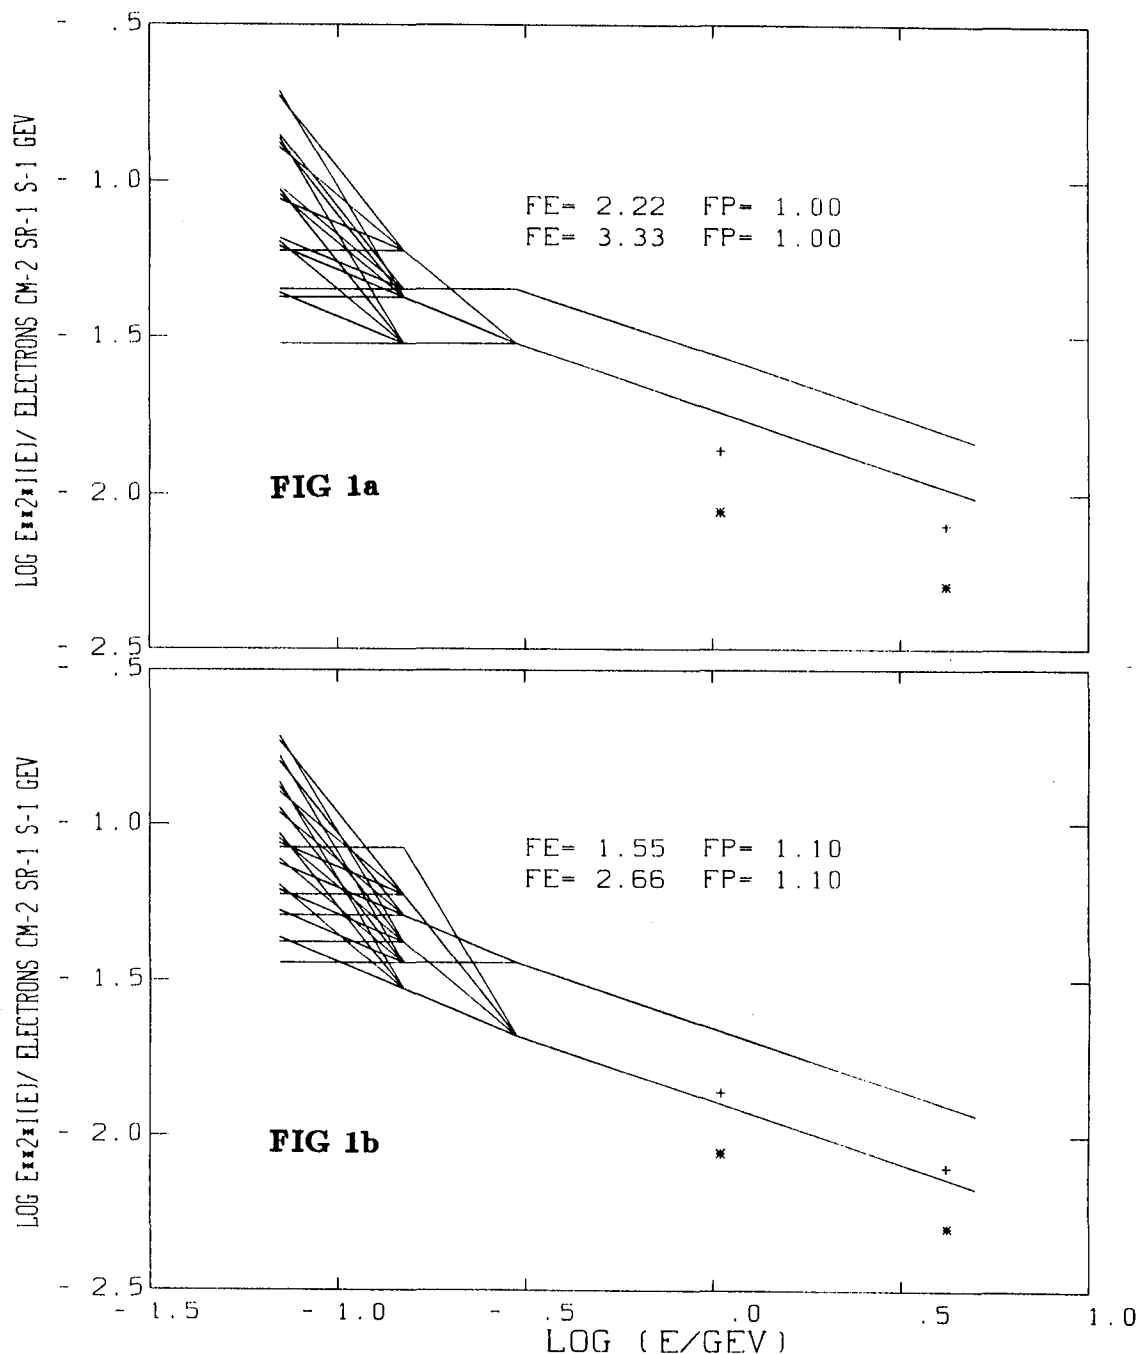 - .5
- 1.0
- 1.5
- 2.0
- 2.5
LOG E**2*I(E)/ ELECTRONS CM-2 SR-1 S-1 GEV
FE= 2.22 FP= 1.00
FE= 3.33 FP= 1.00
FIG 1a
- .5
- 1.0
- 1.5
- 2.0
- 2.5
LOG E**2*I(E)/ ELECTRONS CM-2 SR-1 S-1 GEV
FE= 1.55 FP= 1.10
FE= 2.66 FP= 1.10
FIG 1b
- 1.5 - 1.0 - .5 .0 .5 1.0
LOG (E/GEV)